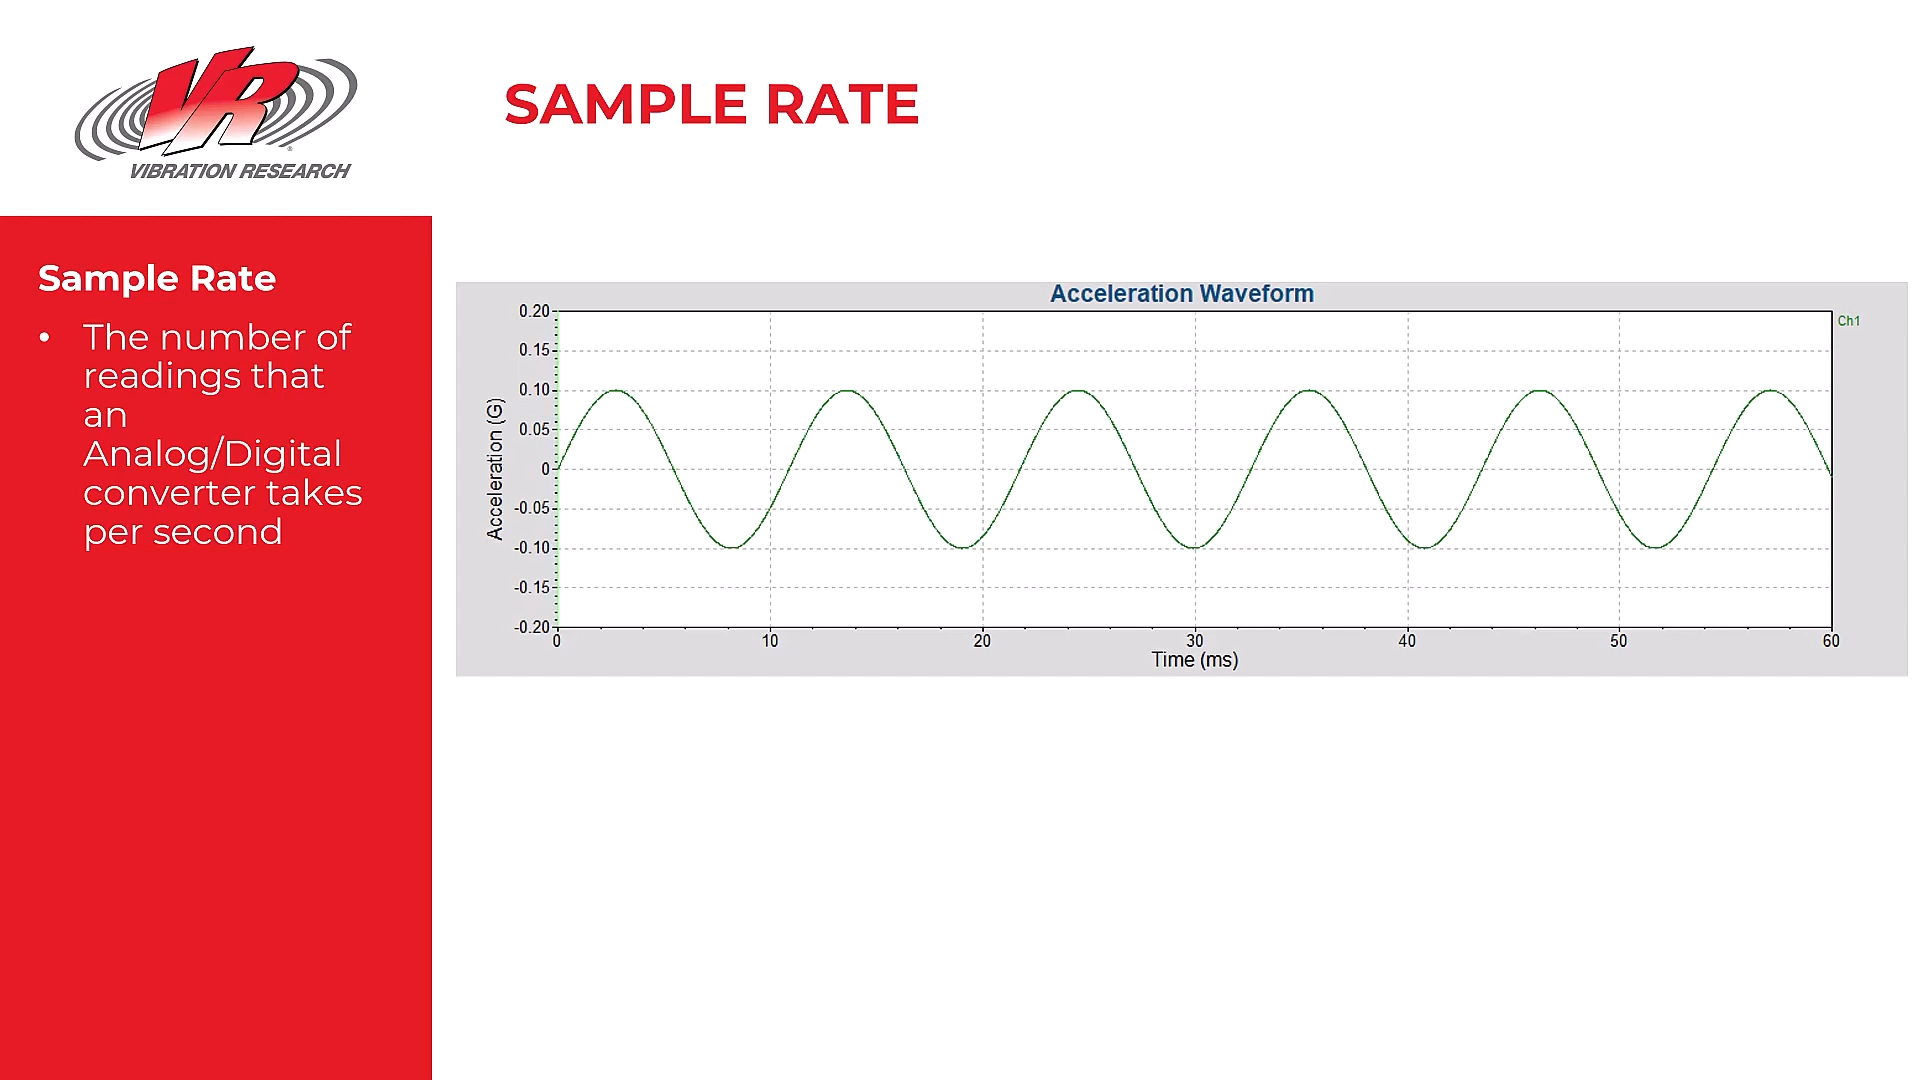 VR
VIBRATION RESEARCH
SAMPLE RATE
Sample Rate
• The number of
readings that
an
Analog/Digital
converter takes
per second
Acceleration Waveform
Ch1
Acceleration (G)
0.20
0.15
0.10
0.05
0
-0.05
-0.10
-0.15
-0.20
0 10 20 30 40 50 60
Time (ms)